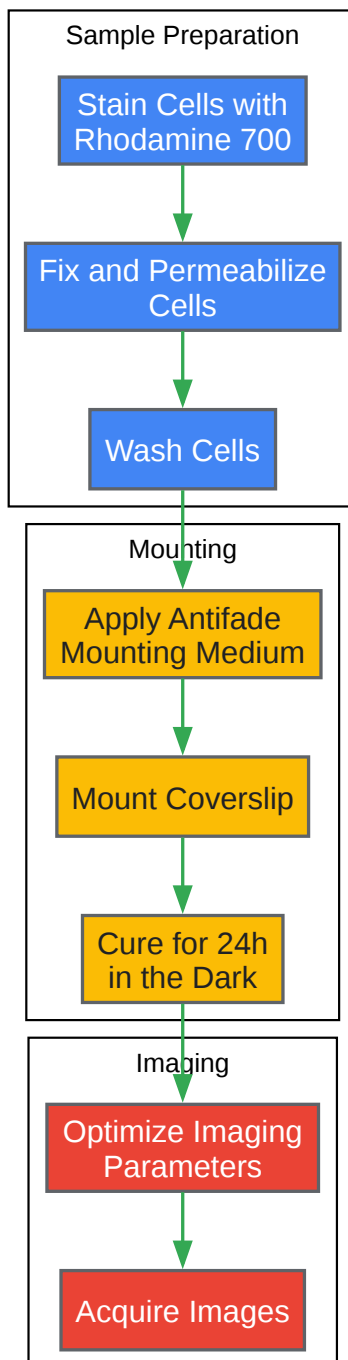 Sample Preparation
Stain Cells with
Rhodamine 700
Fix and Permeabilize
Cells
Wash Cells
Mounting
Apply Antifade
Mounting Medium
Mount Coverslip
Cure for 24h
in the Dark
Imaging
Optimize Imaging
Parameters
Acquire Images